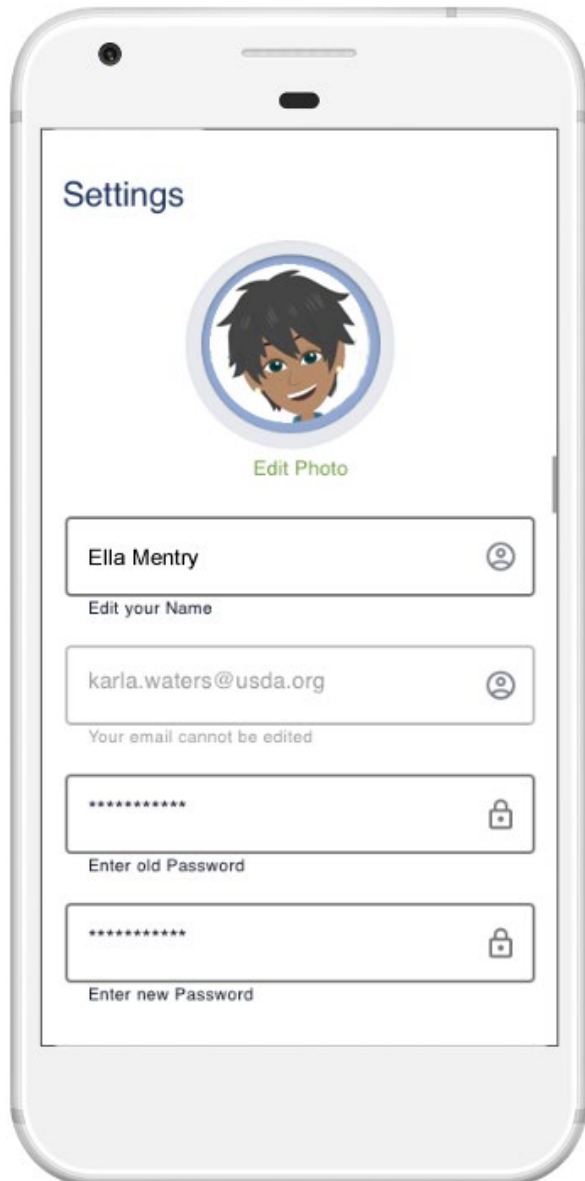 Settings
Edit Photo
Ella Mentry
Edit your Name
karla.waters@usda.org
Your email cannot be edited
***********
Enter old Password
***********
Enter new Password